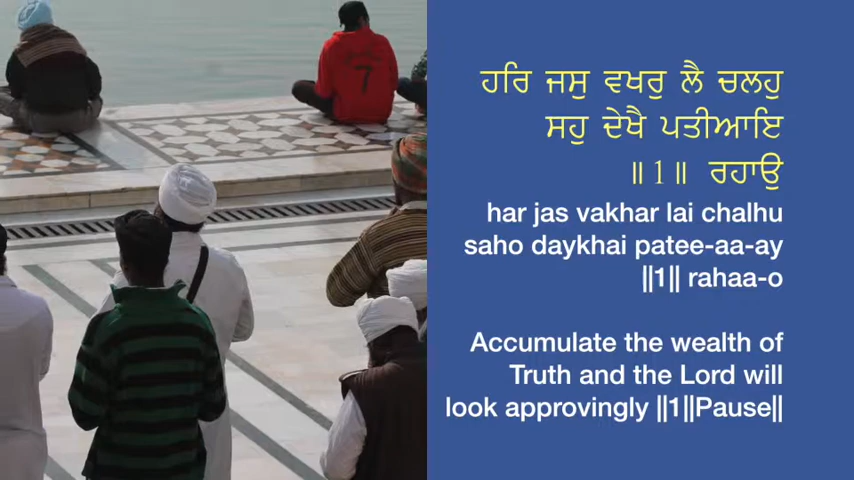 7
ਹਰਿ ਜਸੁ ਵਖਰੁ ਲੈ ਚਲਹੁ
ਸਹੁ ਦੇਖੈ ਪਤੀਆਇ
॥1॥ ਰਹਾਉ
har jas vakhar lai chalhu
saho daykhai patee-aa-ay
||1|| rahaa-o
Accumulate the wealth of
Truth and the Lord will
look approvingly ||1||Pause||